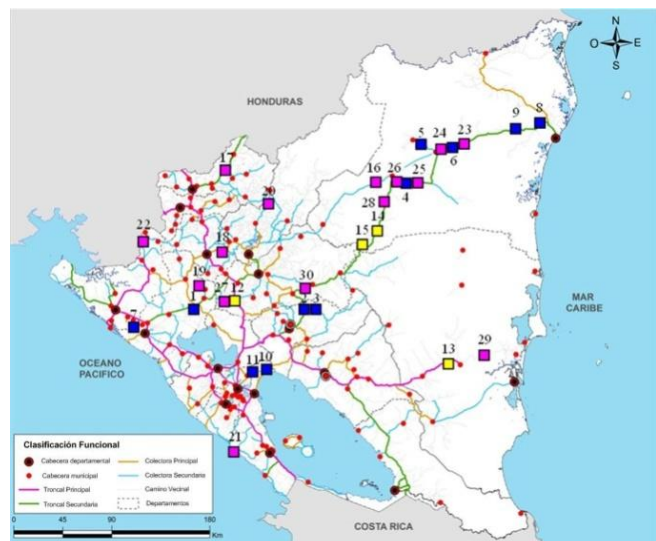 N
O
E
S
HONDURAS
9
8
5
24
23
6
17
16
26
25
4
20
28
14
22
15
18
19
30
27
12
1
2
3
7
MAR
CARIBE
29
13
11
10
OCEANO
PACIFICO
21
Clasificación Funcional
Cabecera departamental
Colectora Principal
Cabecera municipal
Colectora Secundaria
Troncal Principal
Camino Vecinal
Troncal Secundaria
Departamentos
0
45
90
180
Km
COSTA RICA